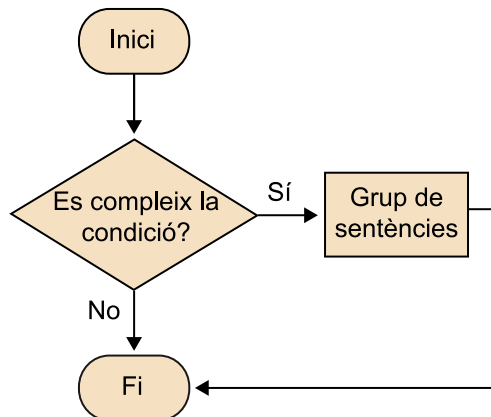 Inici
Es compleix la
condició?
Sí
Grup de
sentències
No
Fi